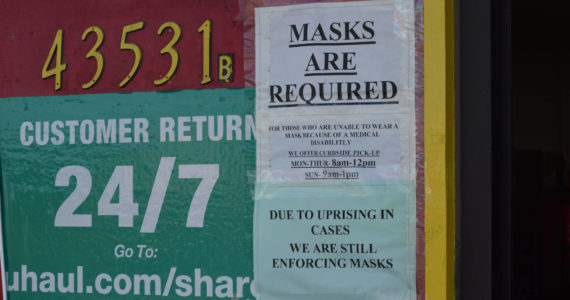 43531B
CUSTOMER RETURN
24/7
Go To:
uhaul.com/shar
MASKS
ARE
REQUIRED
FOR THOSE WHO ARE UNABLE TO WEAR A
MASK BECAUSE OF A MEDICAL
DISABILITLY
WE OFFER CURBSIDE PICK-UP
MON-THUR- 8am-12pm
SUN- 9am-1pm
DUE TO UPRISING IN
CASES
WE ARE STILL
ENFORCING MASKS